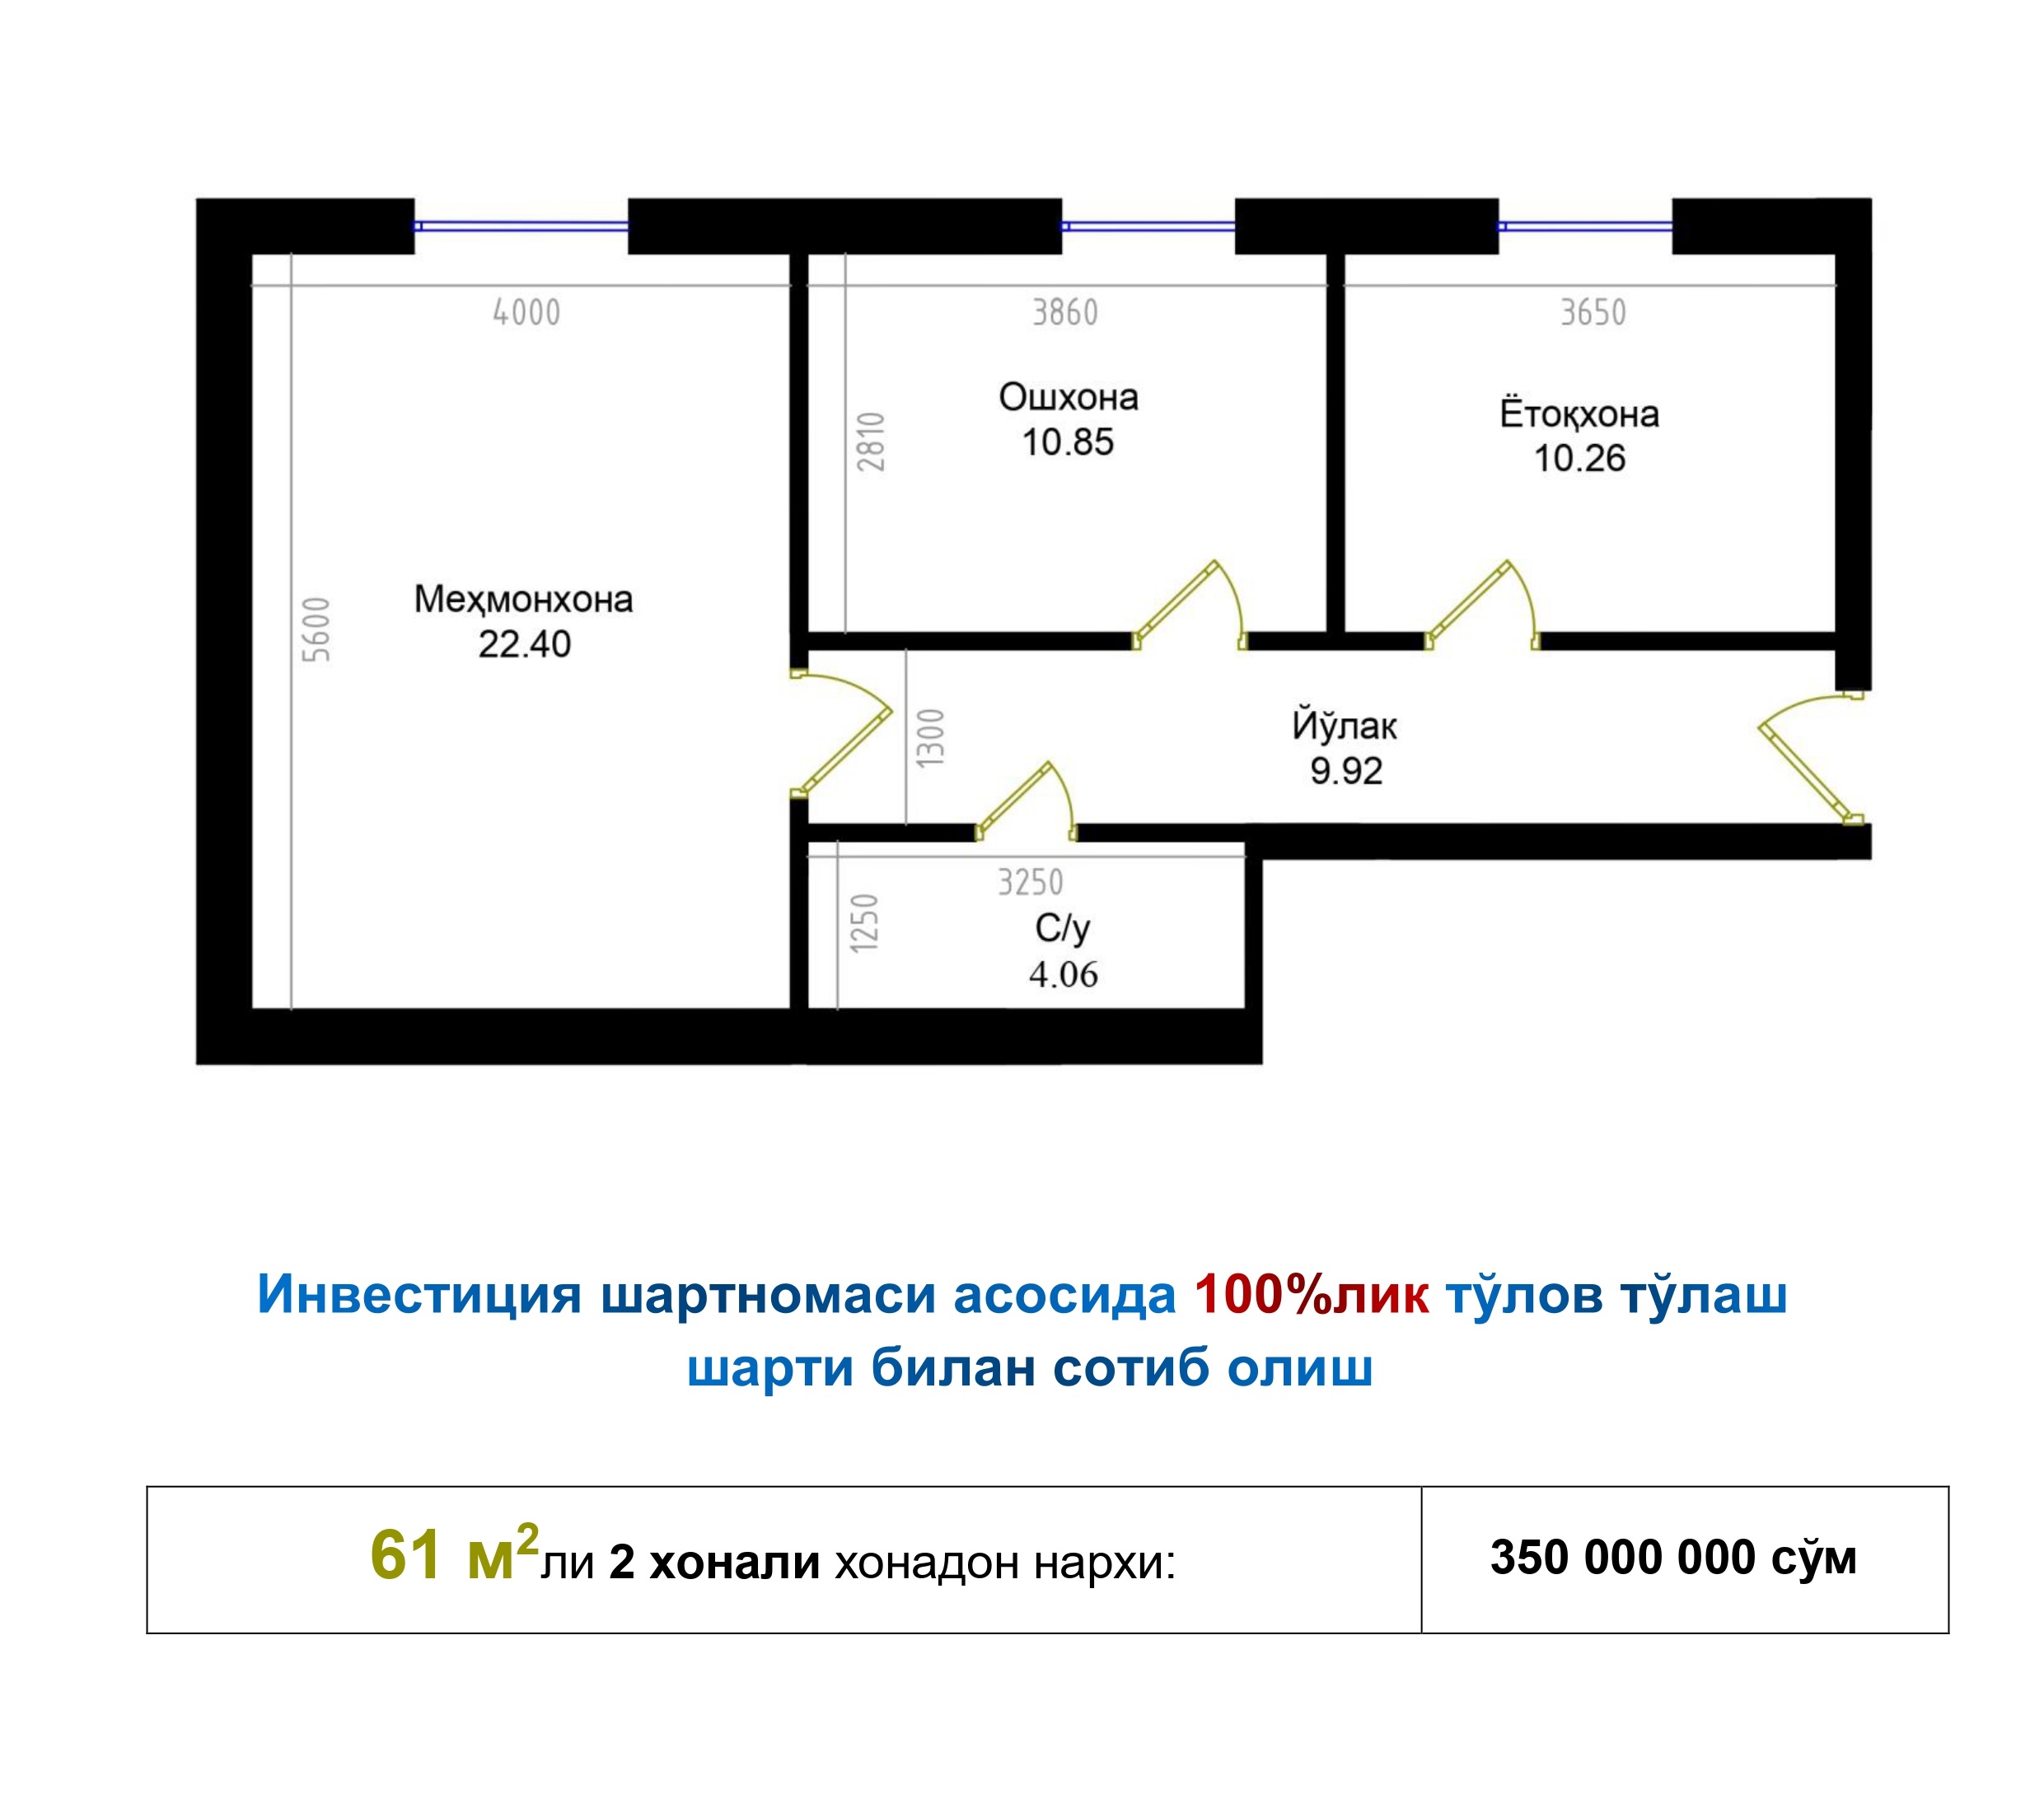 4000
3860
3650
Ошхона
10.85
Ётоқхона
10.26
2810
Меҳмонхона
22.40
5600
1300
Йўлак
9.92
3250
1250
С/у
4.06
Инвестиция шартномаси асосида 100%лик тўлов тўлаш
шарти билан сотиб олиш
61 м²ли 2 хонали хонадон нархи:
350 000 000 сўм